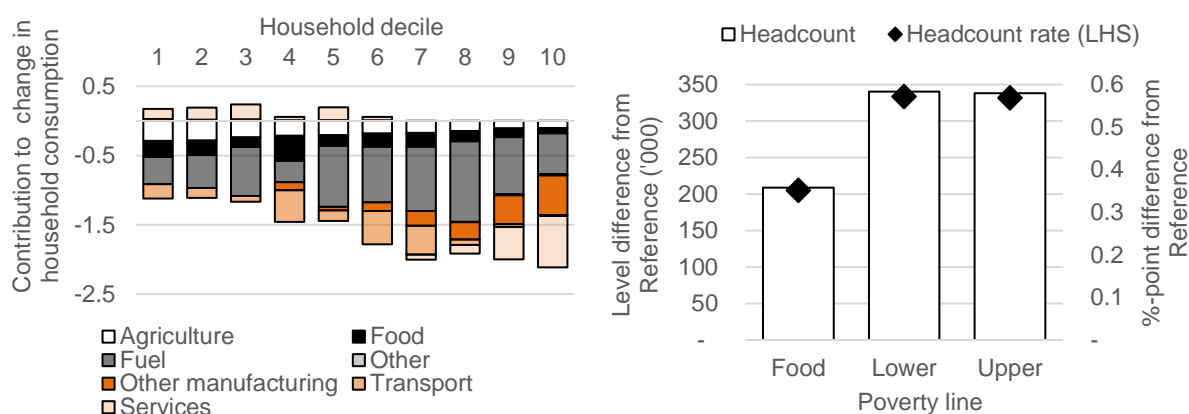 Household decile
1 2 3 4 5 6 7 8 9 10
Contribution to change in
household consumption
0.5
-0.5
-1.5
-2.5
Agriculture
Food
Fuel
Other
Other manufacturing
Transport
Services
Headcount
Headcount rate (LHS)
Level difference from
Reference ('000)
350
300
250
200
150
100
50
-
0.6
0.5
0.4
0.3
0.2
0.1
-
%-point difference from
Reference
Food Lower Upper
Poverty line